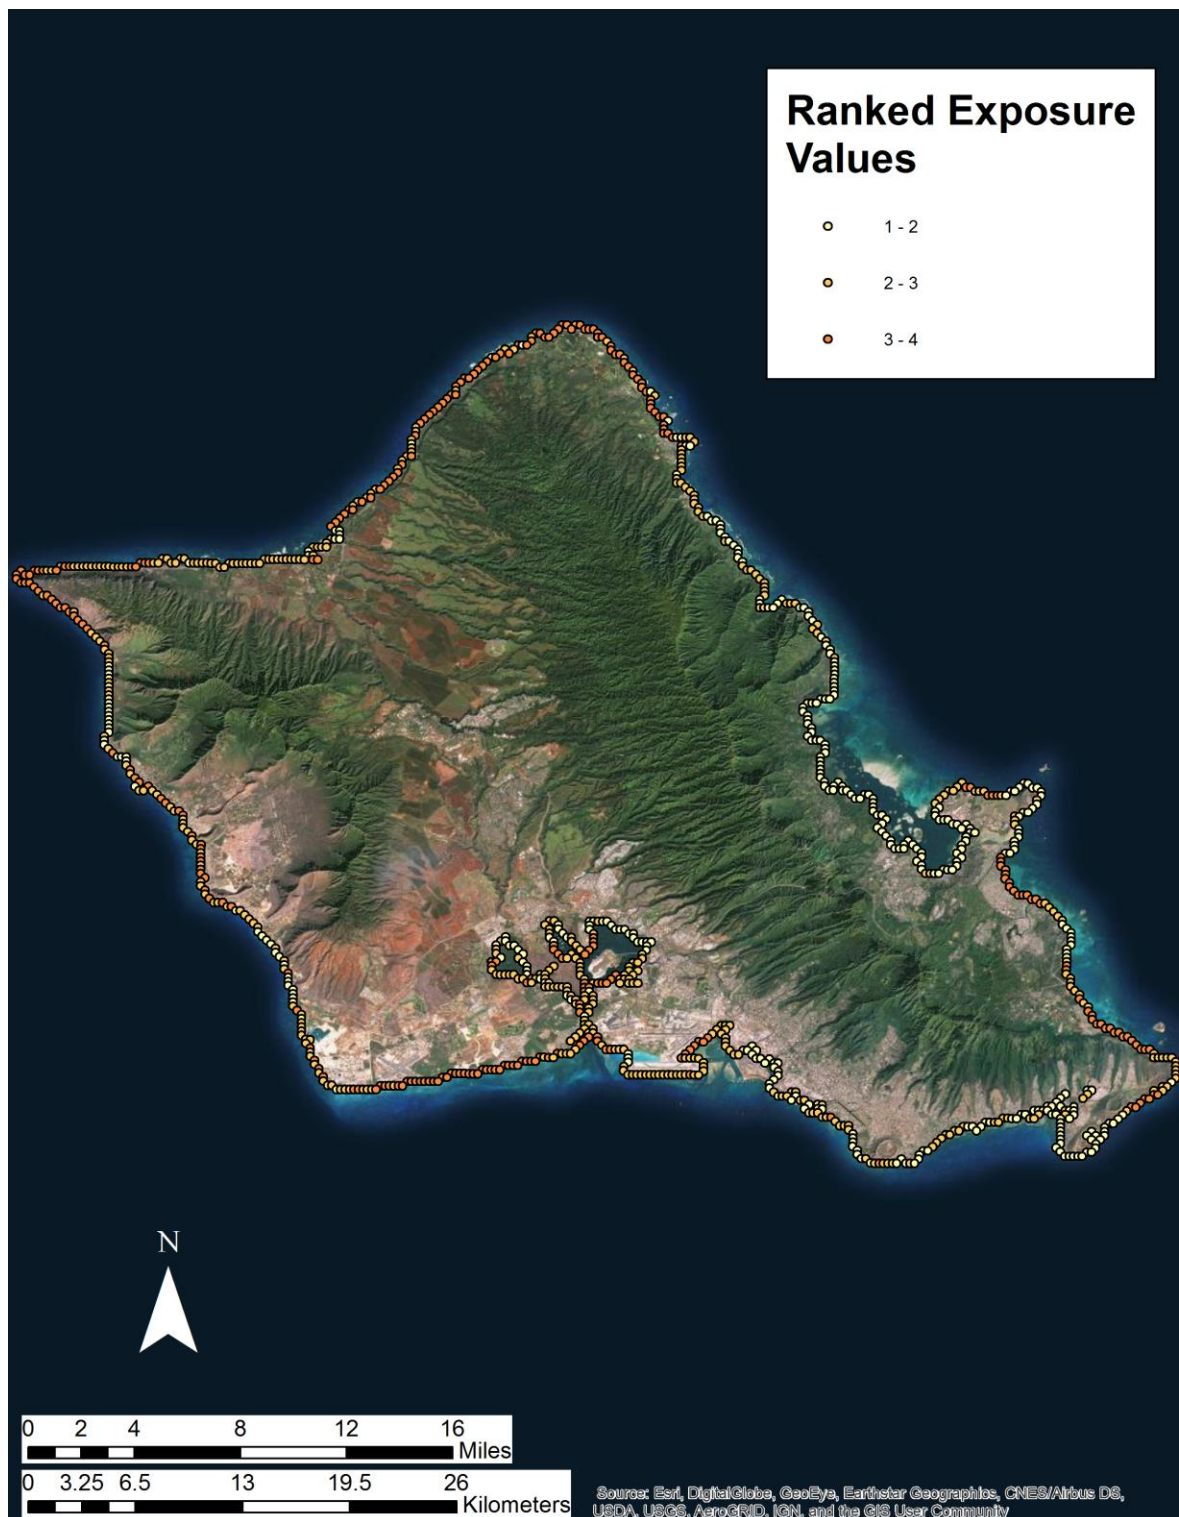 Ranked Exposure
Values
1 - 2
2 - 3
3 - 4
N
0 2 4 8 12 16
Miles
0 3.25 6.5 13 19.5 26
Kilometers
Source: Esri, DigitalGlobe, GeoEye, Earthstar Geographics, CNES/Airbus DS,
USDA, USGS, AeroGRID, IGN, and the GIS User Community